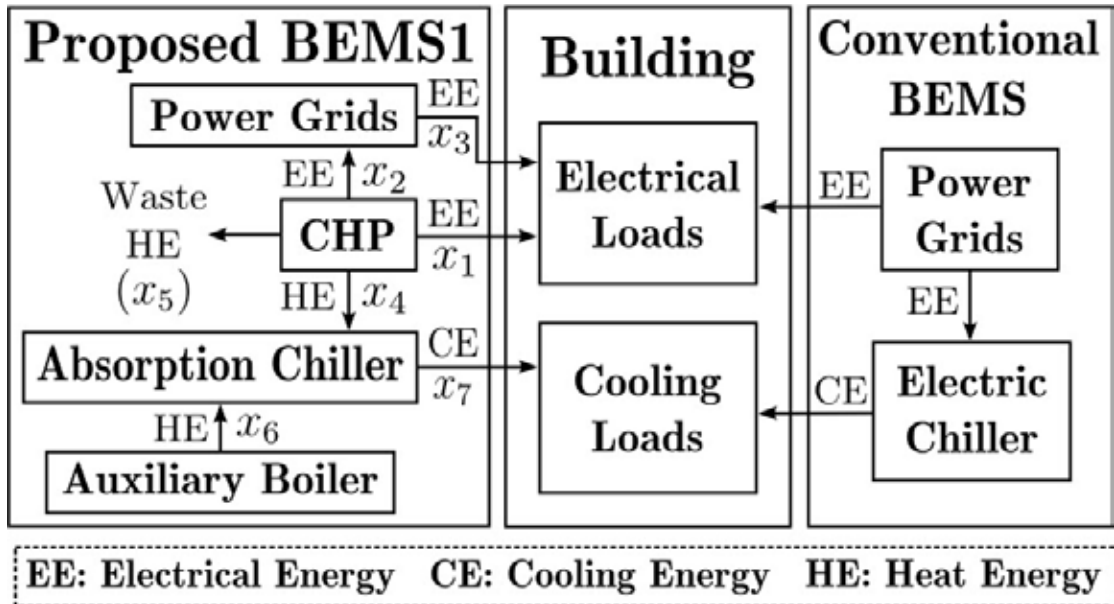 Proposed BEMS1
Power Grids
EE
x3
EE
x2
Waste
HE
(x5)
CHP
EE
x1
HE
x4
Absorption Chiller
CE
x7
HE
x6
Auxiliary Boiler
Building
Electrical
Loads
Cooling
Loads
Conventional
BEMS
EE
Power
Grids
EE
CE
Electric
Chiller
EE: Electrical Energy CE: Cooling Energy HE: Heat Energy